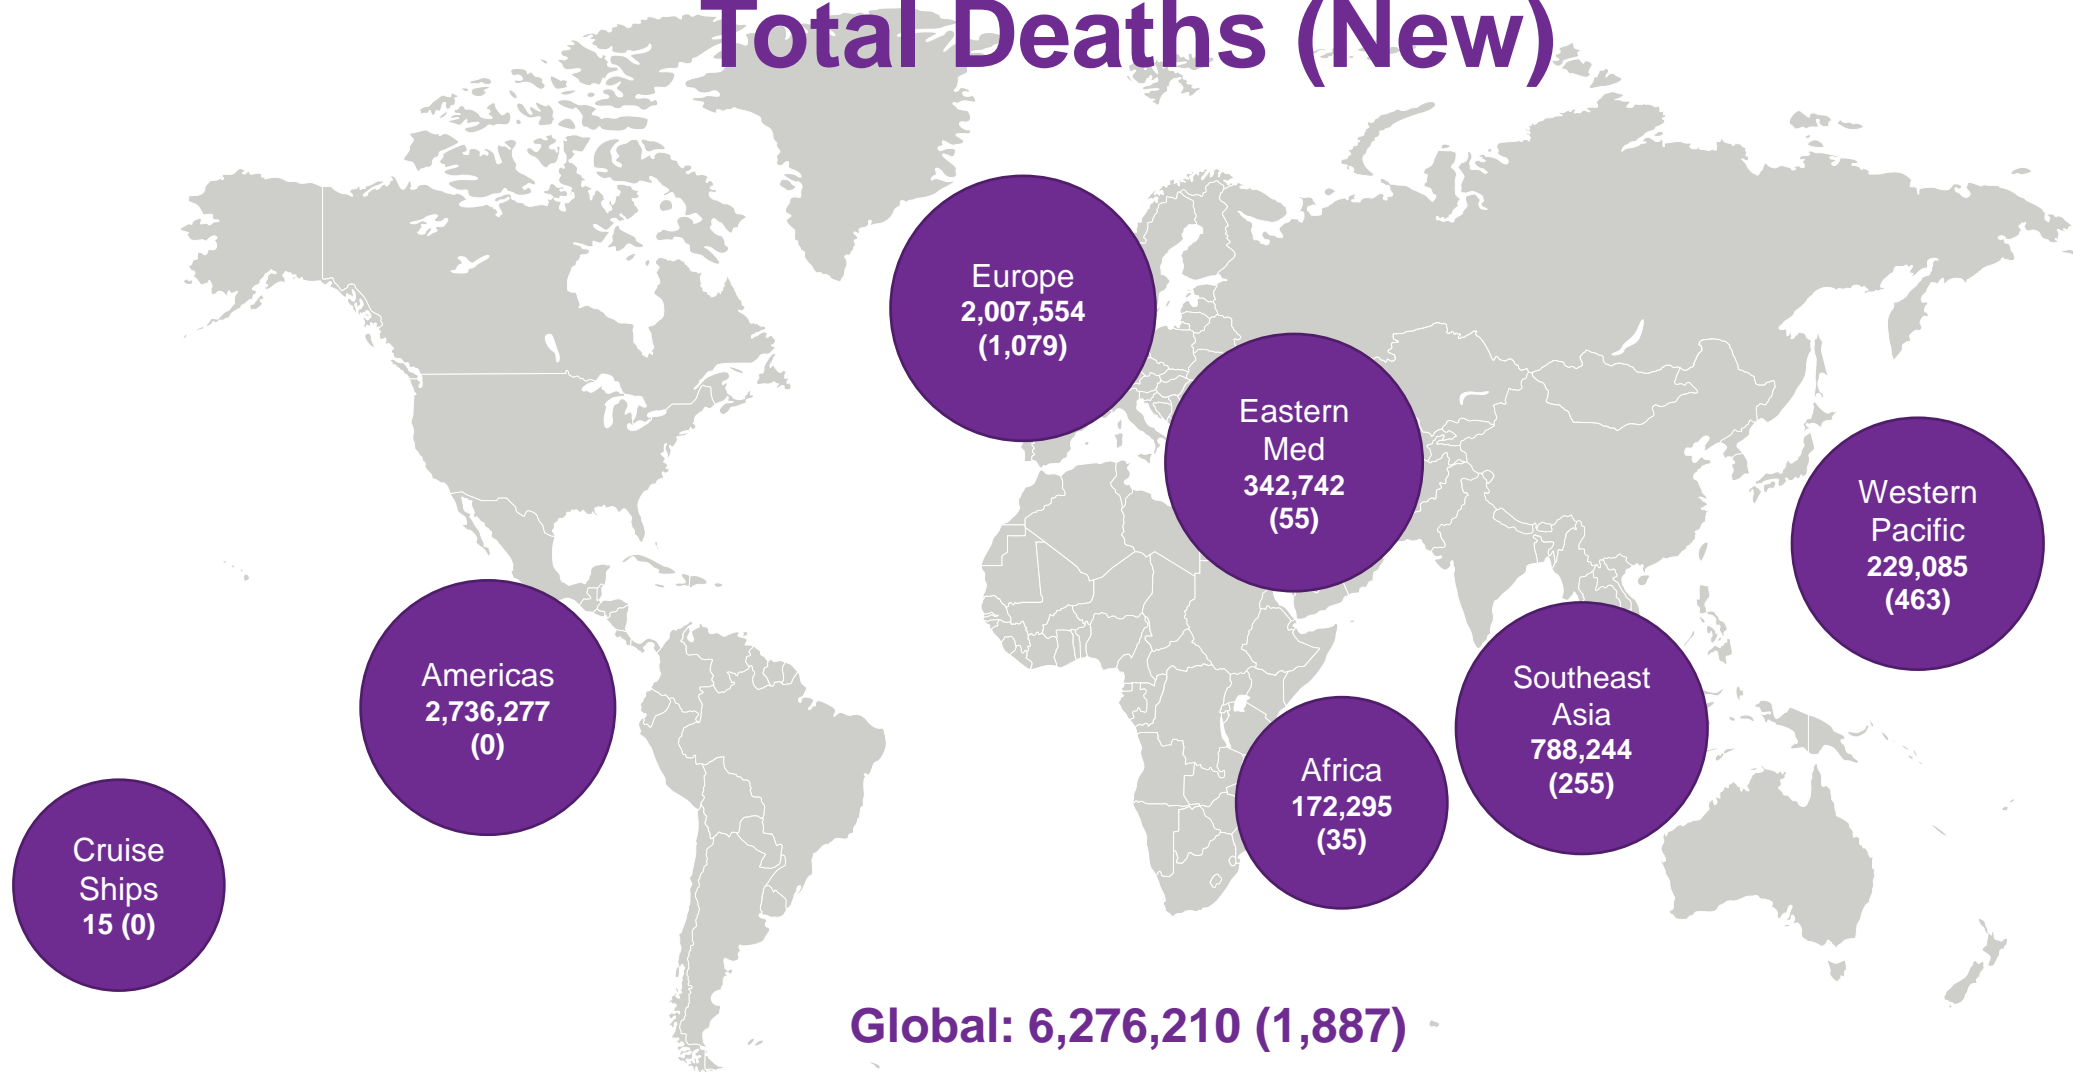 Total Deaths (New)
Europe
2,007,554
(1,079)
Eastern
Med
342,742
(55)
Western
Pacific
229,085
(463)
Americas
2,736,277
(0)
Southeast
Asia
788,244
(255)
Africa
172,295
(35)
Cruise
Ships
15 (0)
Global: 6,276,210 (1,887)